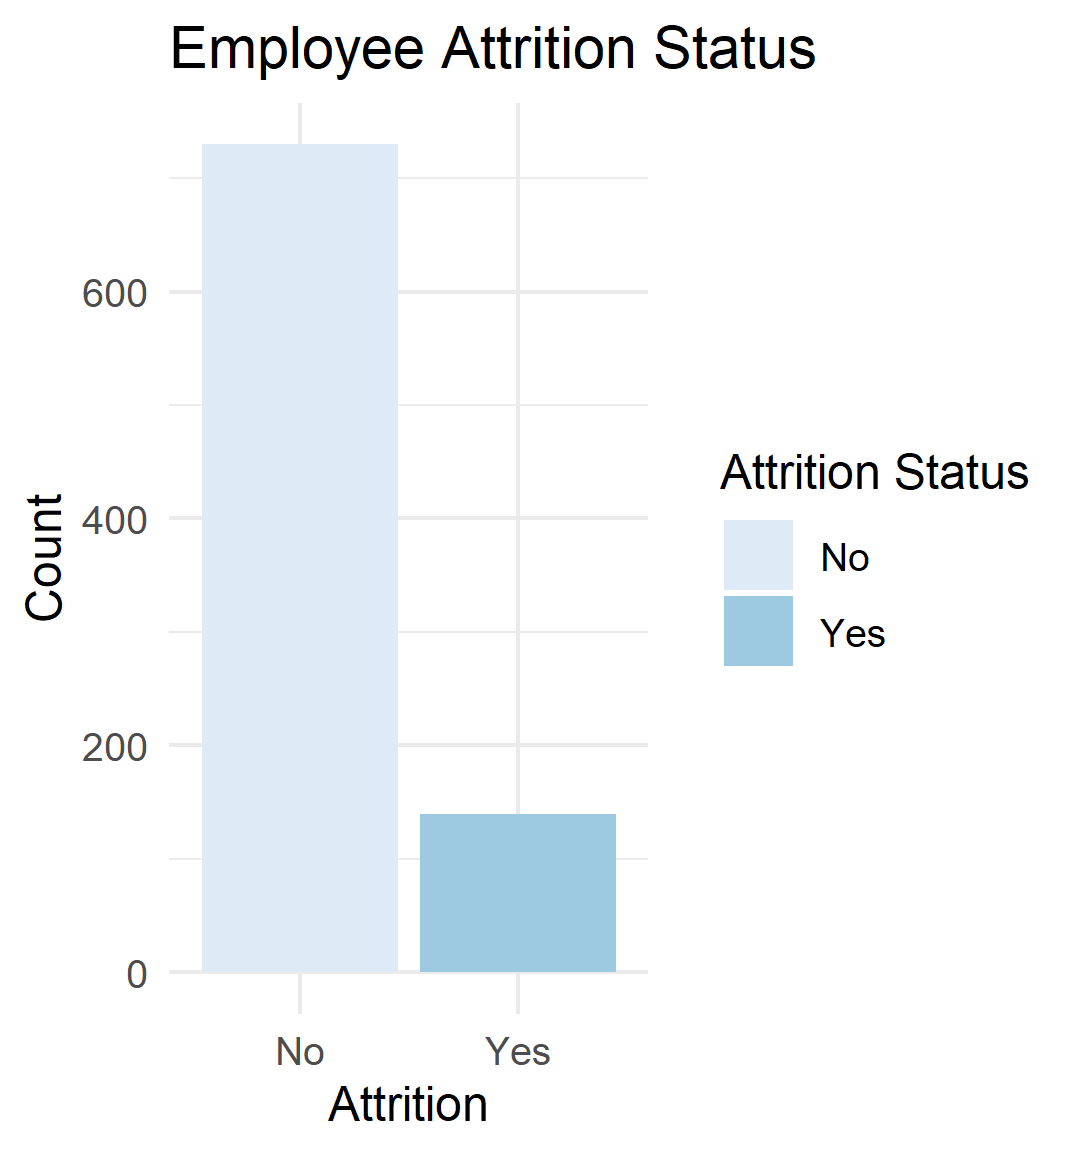 Employee Attrition Status
Count
600
400
200
0
No
Yes
Attrition
Attrition Status
No
Yes